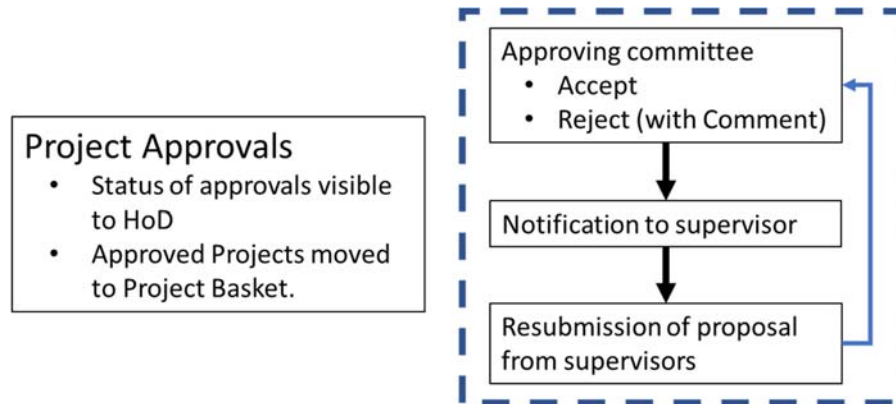 Project Approvals
• Status of approvals visible
to HoD
• Approved Projects moved
to Project Basket.
Approving committee
• Accept
• Reject (with Comment)
Notification to supervisor
Resubmission of proposal
from supervisors